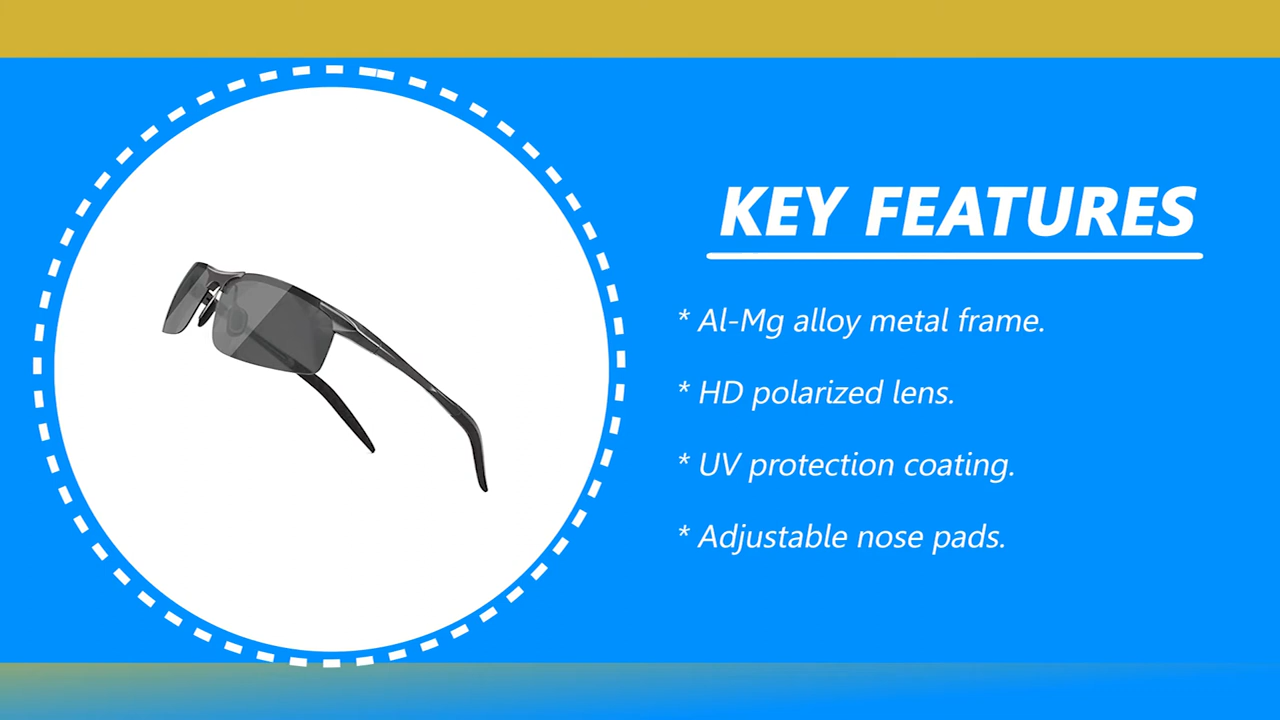 KEY FEATURES
* Al-Mg alloy metal frame.
* HD polarized lens.
* UV protection coating.
* Adjustable nose pads.